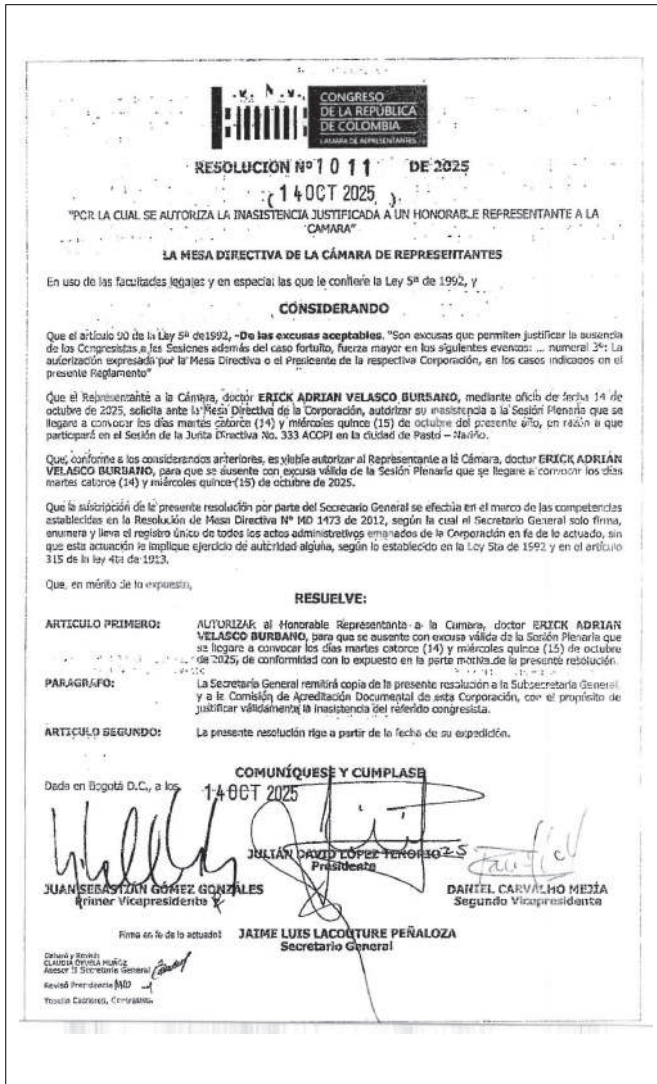 CONGRESO
DE LA REPÚBLICA
DE COLOMBIA
CÁMARA DE REPRESENTANTES
RESOLUCIÓN Nº 1011 DE 2025
( 14 OCT 2025 )
"POR LA CUAL SE AUTORIZA LA INASISTENCIA JUSTIFICADA A UN HONORABLE REPRESENTANTE A LA
CAMARA"
LA MESA DIRECTIVA DE LA CÁMARA DE REPRESENTANTES
En uso de las facultades legales y en especial las que le confiere la Ley 5ª de 1992, y
CONSIDERANDO
Que el artículo 90 de la Ley 5ª de1992, -De las excusas aceptables. "Son excusas que permiten justificar la ausencia
de los Congresistas a las Sesiones además del caso fortuito, fuerza mayor en los siguientes eventos: ... numeral 3º: La
autorización expresada por la Mesa Directiva o el Presidente de la respectiva Corporación, en los casos indicados en el
presente Reglamento"
Que el Representante a la Cámara, doctor ERICK ADRIAN VELASCO BURBANO, mediante oficio de fecha 14 de
octubre de 2025, solicita ante la Mesa Directiva de la Corporación, autorizar su inasistencia a la Sesión Plenaria que se
llegare a convocar los días martes catorce (14) y miércoles quince (15) de octubre del presente año, en razón a que
participará en el Sesión de la Junta Directiva No. 333 ACOPI en la ciudad de Pasto – Nariño.
Que, conforme a los considerandos anteriores, es viable autorizar al Representante a la Cámara, doctor ERICK ADRIAN
VELASCO BURBANO, para que se ausente con excusa válida de la Sesión Plenaria que se llegare a convocar los días
martes catorce (14) y miércoles quince (15) de octubre de 2025.
Que la suscripción de la presente resolución por parte del Secretario General se efectúa en el marco de las competencias
establecidas en la Resolución de Mesa Directiva Nº MD 1473 de 2012, según la cual el Secretario General solo firma,
enumera y lleva el registro único de todos los actos administrativos emanados de la Corporación en fe de lo actuado, sin
que esta actuación le implique ejercicio de autoridad alguna, según lo establecido en la Ley 5ta de 1992 y en el artículo
315 de la ley 4ta de 1913.
Que, en mérito de lo expuesto,
RESUELVE:
ARTICULO PRIMERO: AUTORIZAR al Honorable Representante a la Cámara, doctor ERICK ADRIAN
VELASCO BURBANO, para que se ausente con excusa válida de la Sesión Plenaria que
se llegare a convocar los días martes catorce (14) y miércoles quince (15) de octubre
de 2025, de conformidad con lo expuesto en la parte motiva de la presente resolución.
PARAGRAFO: La Secretaría General remitirá copia de la presente resolución a la Subsecretaría General
y a la Comisión de Acreditación Documental de esta Corporación, con el propósito de
justificar válidamente la inasistencia del referido congresista.
ARTICULO SEGUNDO: La presente resolución rige a partir de la fecha de su expedición.
COMUNÍQUESE Y CUMPLASE
Dada en Bogotá D.C., a los 14 OCT 2025
JULIÁN DAVID LÓPEZ TENORIO
Presidente
JUAN SEBASTIÁN GÓMEZ GONZÁLES
Primer Vicepresidente
DANIEL CARVALHO MEJÍA
Segundo Vicepresidente
Firma en fe de lo actuado: JAIME LUIS LACOUTURE PEÑALOZA
Secretario General
CLAUDIA MUÑOZ
Asesor II Secretaría General
Revisó Presidencia